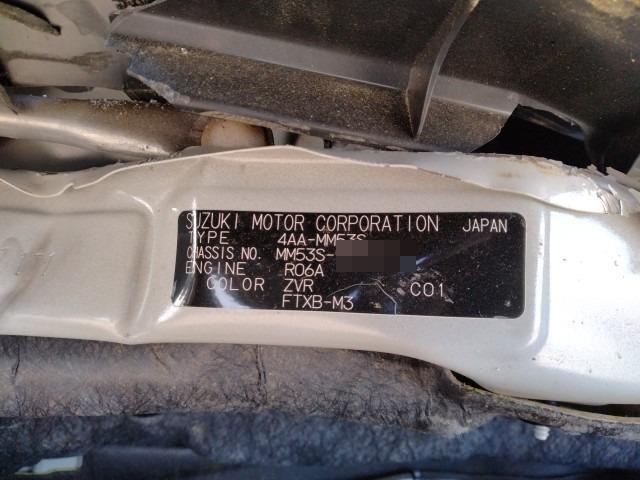 SUZUKI MOTOR CORPORATION JAPAN
TYPE 4AA-MM53S
CHASSIS NO. MM53S-
ENGINE R06A
COLOR ZVR C01
FTXB-M3